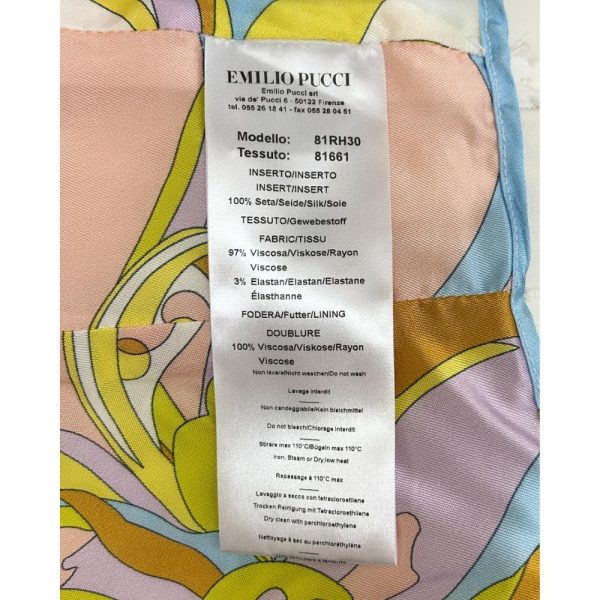 EMILIO PUCCI
Emilio Pucci srl
via de' Pucci 6 - 50122 Firenze
tel. 055 26 18 41 - fax 055 28 04 51
Modello: 81RH30
Tessuto: 81661
INSERTO/INSERTO
INSERT/INSERT
100% Seta/Seide/Silk/Soie
TESSUTO/Gewebestoff
FABRIC/TISSU
97% Viscosa/Viskose/Rayon
Viscose
3% Elastan/Elastan/Elastane
Élasthanne
FODERA/Futter/LINING
DOUBLURE
100% Viscosa/Viskose/Rayon
Viscose
Non lavare/Nicht waschen/Do not wash
Lavage interdit
Non candeggiabile/Kein bleichmittel
Do not bleach/Chlorage interdit
Stirare max 110°C/Bügeln max 110°C
Iron, Steam or Dry,low heat
Repassage à 110°C max
Lavaggio a secco con tetracloroetilene
Trocken Reinigung mit Tetracloroetilene
Dry clean with perchloroethylène
Nettoyage à sec au perchloroéthylène